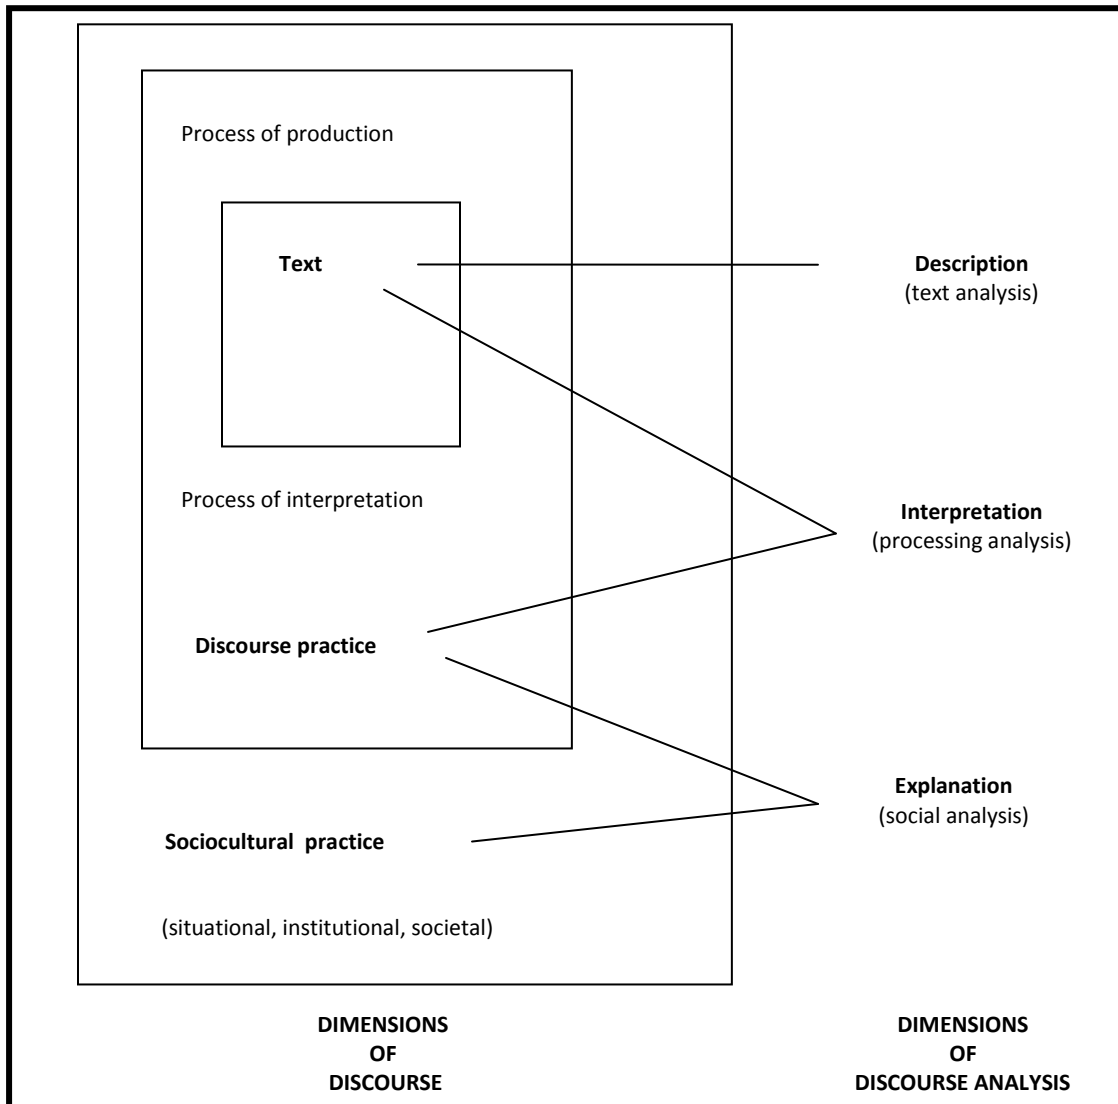 Process of production
Text
Description
(text analysis)
Process of interpretation
Interpretation
(processing analysis)
Discourse practice
Explanation
(social analysis)
Sociocultural  practice
(situational, institutional, societal)
DIMENSIONS
OF
DISCOURSE
DIMENSIONS
OF
DISCOURSE ANALYSIS